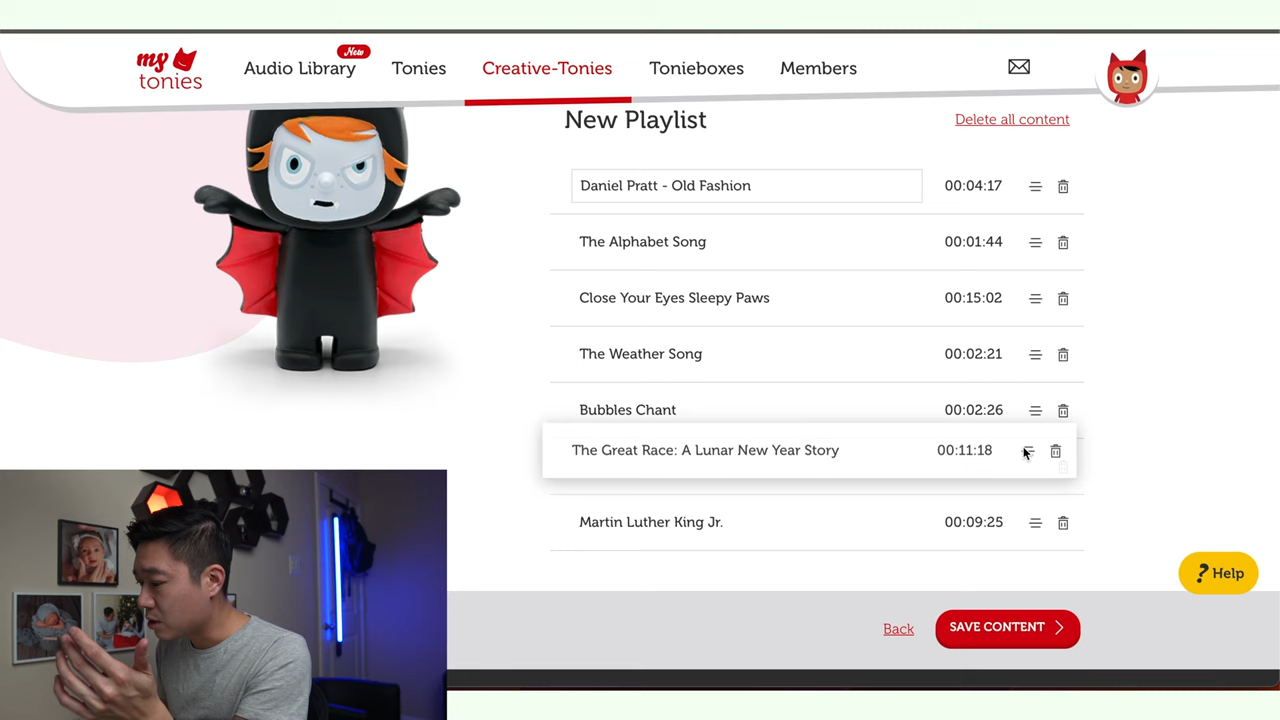 my
tonies
Audio Library
New
Tonies
Creative-Tonies
Tonieboxes
Members
New Playlist
Delete all content
Daniel Pratt - Old Fashion
00:04:17
The Alphabet Song
00:01:44
Close Your Eyes Sleepy Paws
00:15:02
The Weather Song
00:02:21
Bubbles Chant
00:02:26
The Great Race: A Lunar New Year Story
00:11:18
Martin Luther King Jr.
00:09:25
? Help
Back
SAVE CONTENT